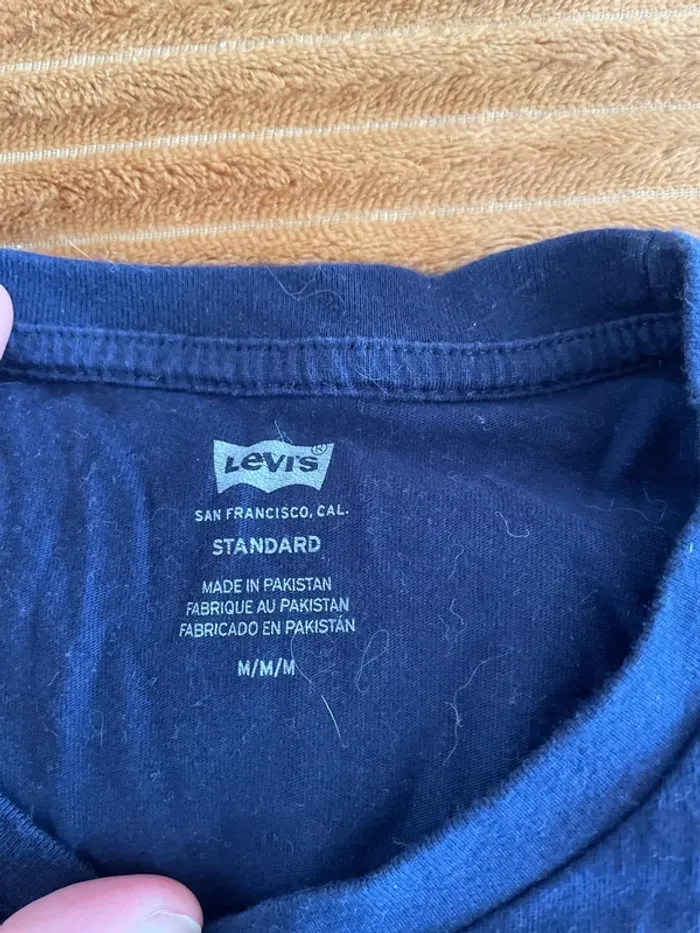 LEVI'S®
SAN FRANCISCO, CAL.
STANDARD
MADE IN PAKISTAN
FABRIQUE AU PAKISTAN
FABRICADO EN PAKISTÁN
M/M/M